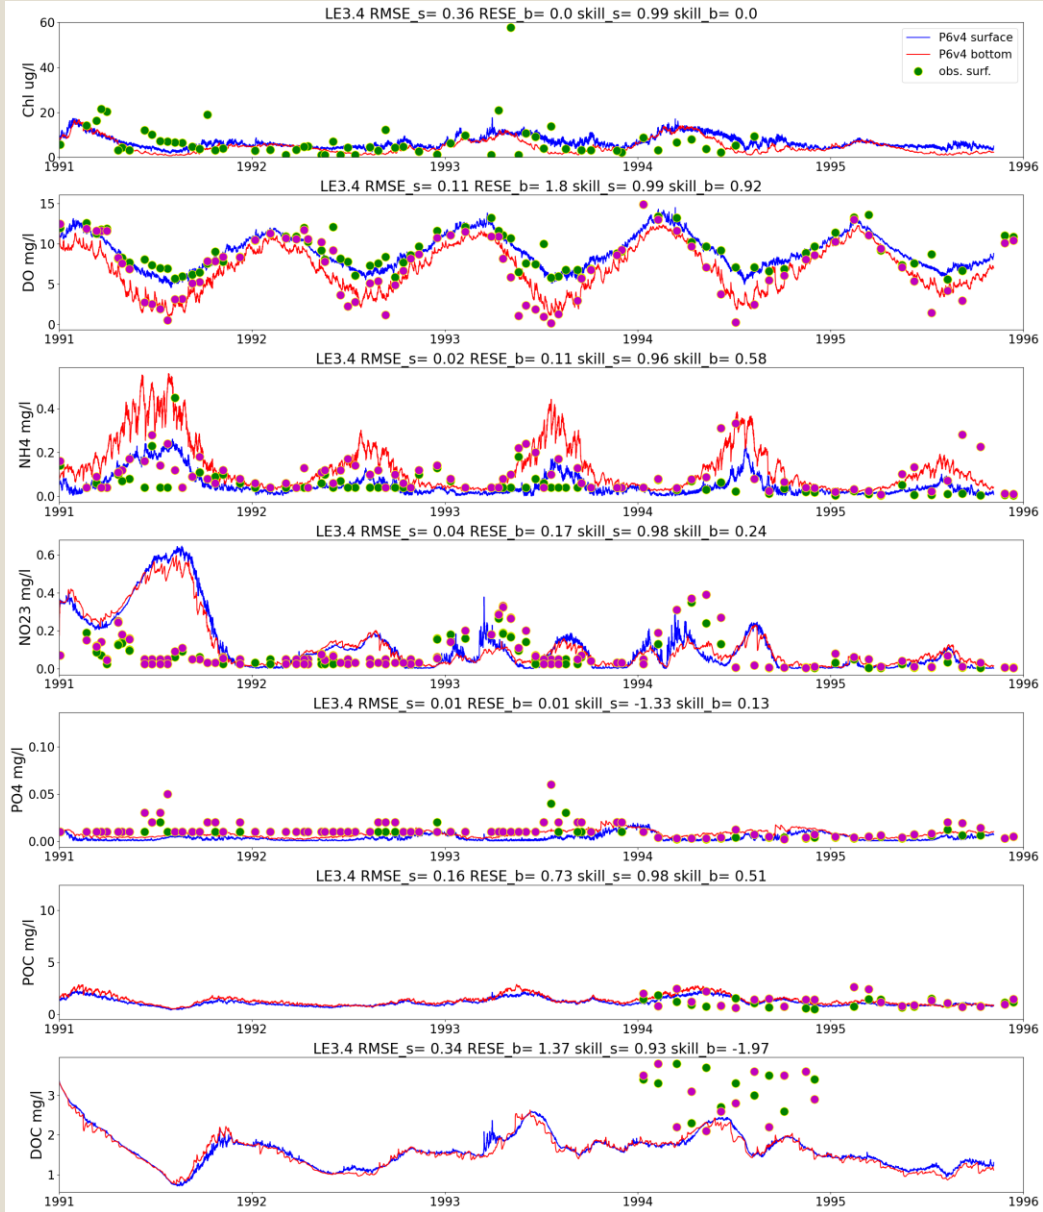 LE3.4 RMSE_s= 0.36 RESE_b= 0.0 skill_s= 0.99 skill_b= 0.0
60
40
20
0
Chl ug/l
P6v4 surface
P6v4 bottom
obs. surf.
1991 1992 1993 1994 1995 1996
LE3.4 RMSE_s= 0.11 RESE_b= 1.8 skill_s= 0.99 skill_b= 0.92
15
10
5
0
DO mg/l
1991 1992 1993 1994 1995 1996
LE3.4 RMSE_s= 0.02 RESE_b= 0.11 skill_s= 0.96 skill_b= 0.58
0.4
0.2
0.0
NH4 mg/l
1991 1992 1993 1994 1995 1996
LE3.4 RMSE_s= 0.04 RESE_b= 0.17 skill_s= 0.98 skill_b= 0.24
0.6
0.4
0.2
0.0
NO23 mg/l
1991 1992 1993 1994 1995 1996
LE3.4 RMSE_s= 0.01 RESE_b= 0.01 skill_s= -1.33 skill_b= 0.13
0.10
0.05
0.00
PO4 mg/l
1991 1992 1993 1994 1995 1996
LE3.4 RMSE_s= 0.16 RESE_b= 0.73 skill_s= 0.98 skill_b= 0.51
10
5
0
POC mg/l
1991 1992 1993 1994 1995 1996
LE3.4 RMSE_s= 0.34 RESE_b= 1.37 skill_s= 0.93 skill_b= -1.97
3
2
1
DOC mg/l
1991 1992 1993 1994 1995 1996